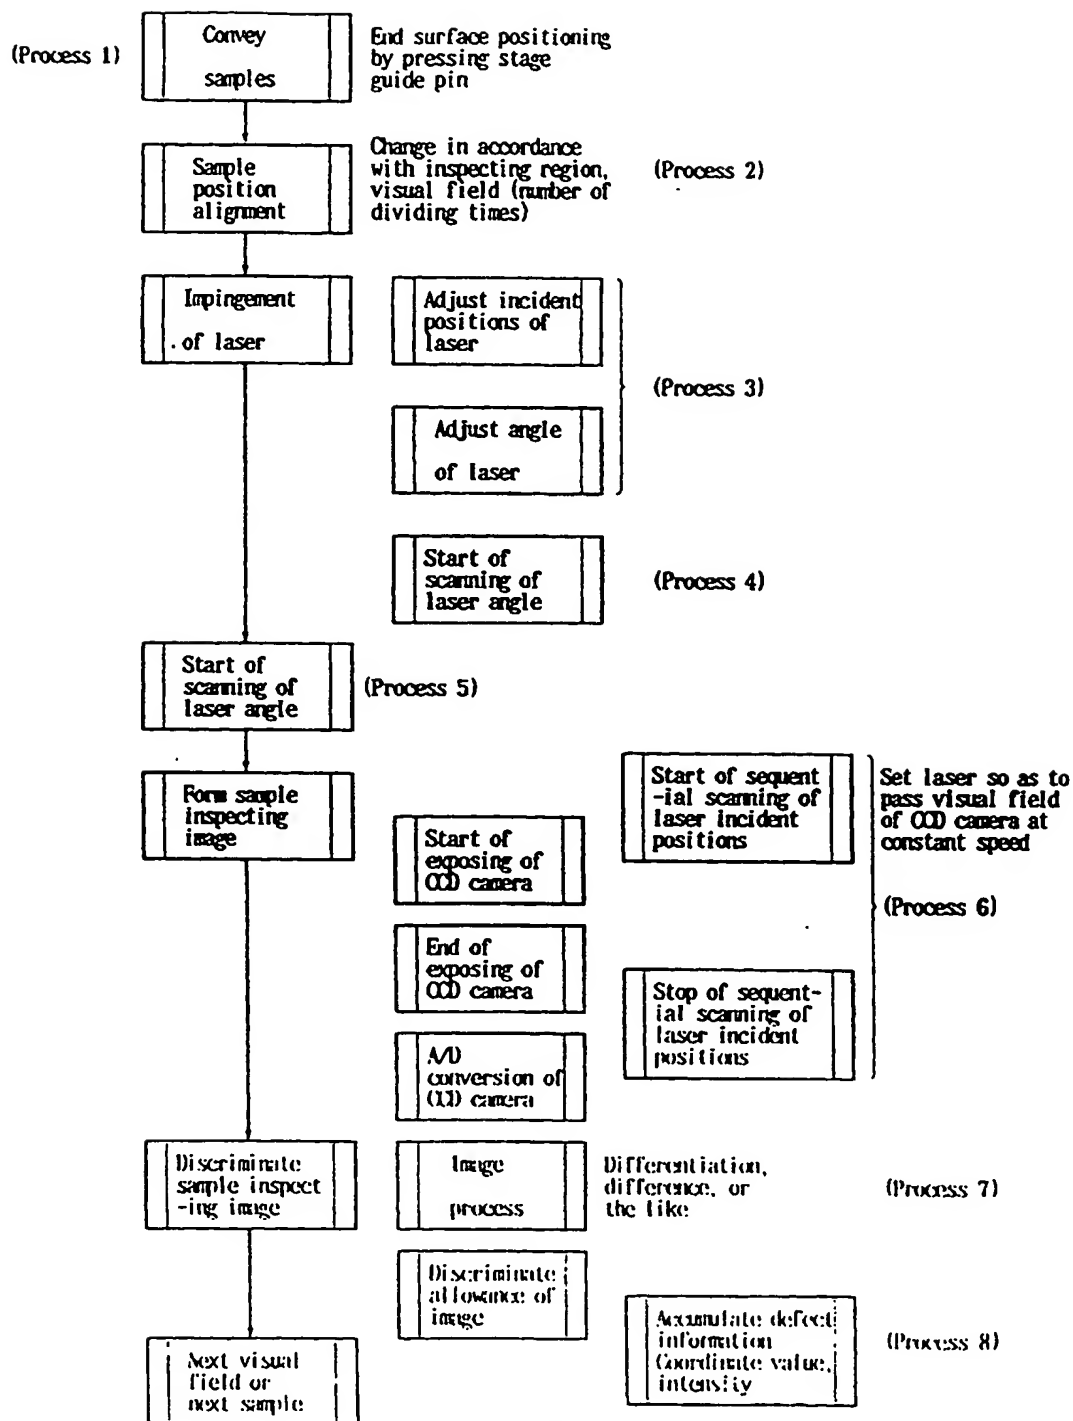 (Process 1)
Convey
samples
End surface positioning
by pressing stage
guide pin
Sample
position
alignment
Change in accordance
with inspecting region,
visual field (number of
dividing times)
(Process 2)
Impingement
of laser
Adjust incident
positions of
laser
Adjust angle
of laser
(Process 3)
Start of
scanning of
laser angle
(Process 4)
Start of
scanning of
laser angle
(Process 5)
Form sample
inspecting
image
Start of
exposing of
CCD camera
End of
exposing of
CCD camera
A/D
conversion of
CCD camera
Start of sequent
-ial scanning of
laser incident
positions
Stop of sequent-
ial scanning of
laser incident
positions
Set laser so as to
pass visual field
of CCD camera at
constant speed
(Process 6)
Discriminate
sample inspect
-ing image
Image
process
Differentiation,
difference, or
the like
(Process 7)
Discriminate
allowance of
image
Accumulate defect
information
Coordinate value,
intensity
(Process 8)
Next visual
field or
next sample